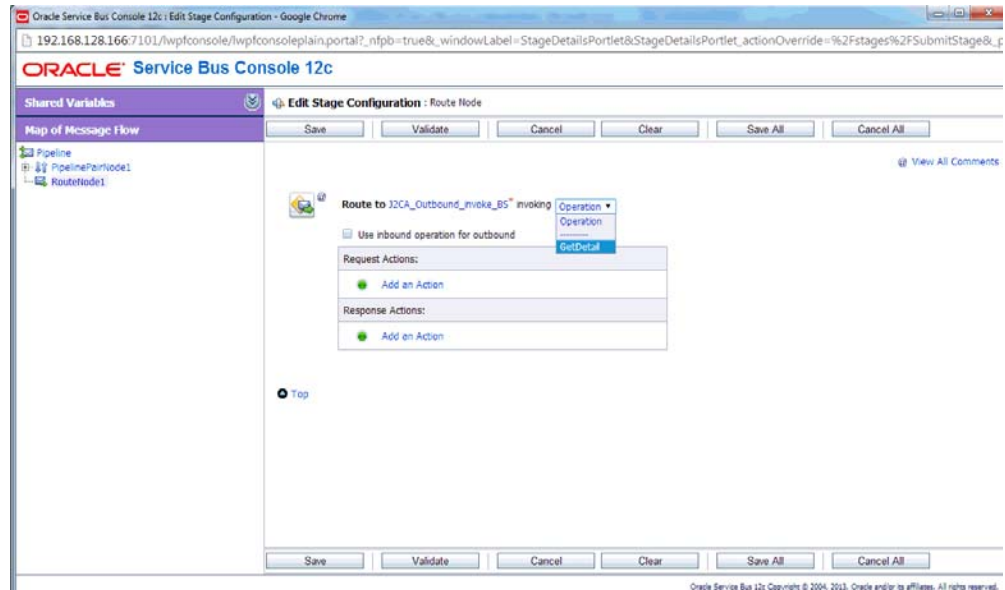 Oracle Service Bus Console 12c : Edit Stage Configuration - Google Chrome
192.168.128.166:7101/lwpfconsole/lwpfconsoleplain.portal?_nfpb=true&_windowLabel=StageDetailsPortlet&StageDetailsPortlet_actionOverride=%2Fstages%2FSubmitStage&_p
ORACLE Service Bus Console 12c
Shared Variables
Edit Stage Configuration : Route Node
Map of Message Flow
Save Validate Cancel Clear Save All Cancel All
Pipeline
PipelinePairNode1
RouteNode1
View All Comments
Route to J2CA_Outbound_invoke_BS* invoking Operation
Operation
----------
GetDetail
Use inbound operation for outbound
Request Actions:
Add an Action
Response Actions:
Add an Action
Top
Save Validate Cancel Clear Save All Cancel All
Oracle Service Bus 12c Copyright © 2004, 2013, Oracle and/or its affiliates. All rights reserved.